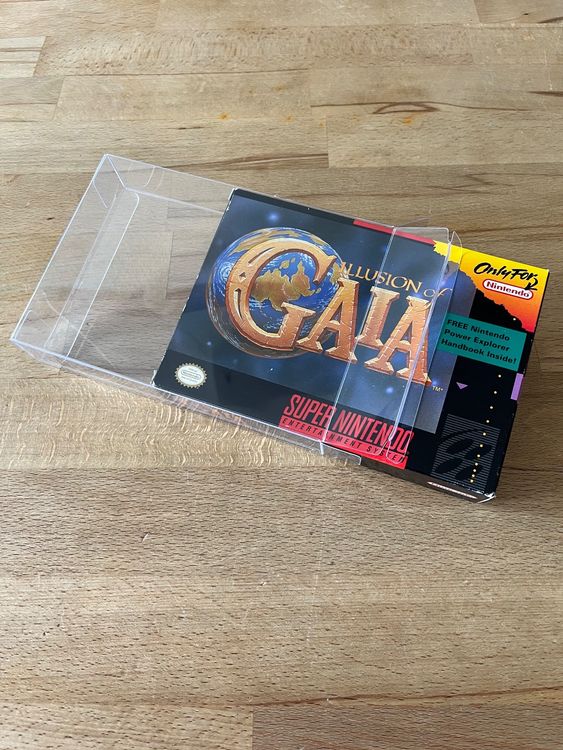 ILLUSION OF
GAIA
TM
Only For
Nintendo
FREE Nintendo
Power Explorer
Handbook Inside!
SUPER NINTENDO
ENTERTAINMENT SYSTEM